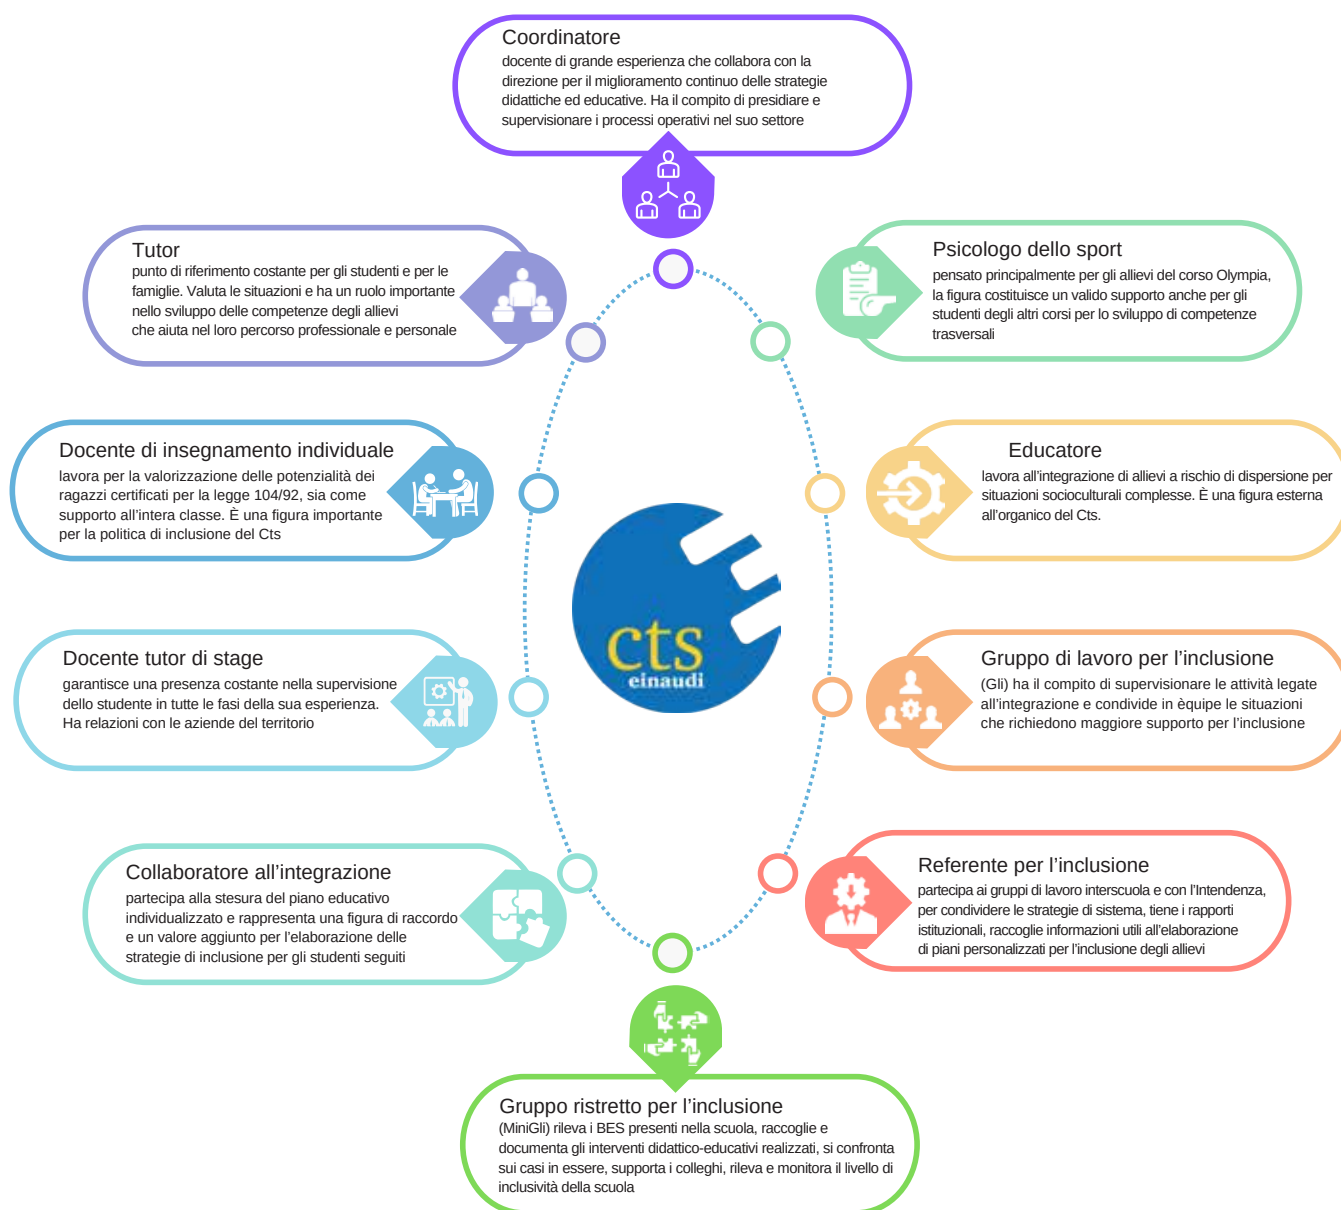 Coordinatore
docente di grande esperienza che collabora con la
direzione per il miglioramento continuo delle strategie
didattiche ed educative. Ha il compito di presidiare e
supervisionare i processi operativi nel suo settore
Tutor
punto di riferimento costante per gli studenti e per le
famiglie. Valuta le situazioni e ha un ruolo importante
nello sviluppo delle competenze degli allievi
che aiuta nel loro percorso professionale e personale
Psicologo dello sport
pensato principalmente per gli allievi del corso Olympia,
la figura costituisce un valido supporto anche per gli
studenti degli altri corsi per lo sviluppo di competenze
trasversali
Docente di insegnamento individuale
lavora per la valorizzazione delle potenzialità dei
ragazzi certificati per la legge 104/92, sia come
supporto all’intera classe. È una figura importante
per la politica di inclusione del Cts
Educatore
lavora all’integrazione di allievi a rischio di dispersione per
situazioni socioculturali complesse. È una figura esterna
all’organico del Cts.
cts
einaudi
Docente tutor di stage
garantisce una presenza costante nella supervisione
dello studente in tutte le fasi della sua esperienza.
Ha relazioni con le aziende del territorio
Gruppo di lavoro per l’inclusione
(Gli) ha il compito di supervisionare le attività legate
all’integrazione e condivide in èquipe le situazioni
che richiedono maggiore supporto per l’inclusione
Collaboratore all’integrazione
partecipa alla stesura del piano educativo
individualizzato e rappresenta una figura di raccordo
e un valore aggiunto per l’elaborazione delle
strategie di inclusione per gli studenti seguiti
Referente per l’inclusione
partecipa ai gruppi di lavoro interscuola e con l’Intendenza,
per condividere le strategie di sistema, tiene i rapporti
istituzionali, raccoglie informazioni utili all’elaborazione
di piani personalizzati per l’inclusione degli allievi
Gruppo ristretto per l’inclusione
(MiniGli) rileva i BES presenti nella scuola, raccoglie e
documenta gli interventi didattico-educativi realizzati, si confronta
sui casi in essere, supporta i colleghi, rileva e monitora il livello di
inclusività della scuola